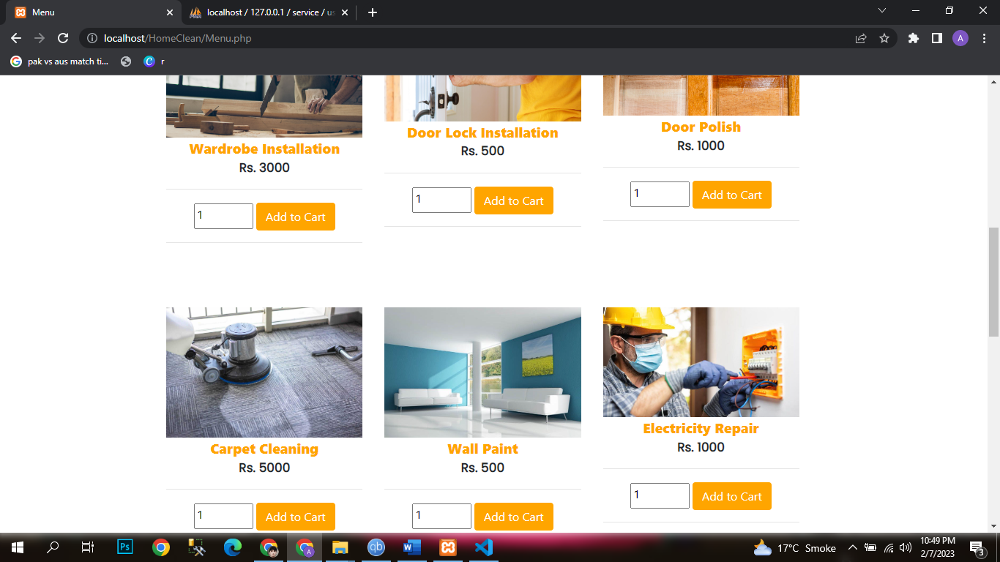 Menu
localhost / 127.0.0.1 / service / us
localhost/HomeClean/Menu.php
A
pak vs aus match ti...
r
Wardrobe Installation
Rs. 3000
1 Add to Cart
Door Lock Installation
Rs. 500
1 Add to Cart
Door Polish
Rs. 1000
1 Add to Cart
Carpet Cleaning
Rs. 5000
1 Add to Cart
Wall Paint
Rs. 500
1 Add to Cart
Electricity Repair
Rs. 1000
1 Add to Cart
Ps
A
qb
W
17°C Smoke
10:49 PM
2/7/2023
3